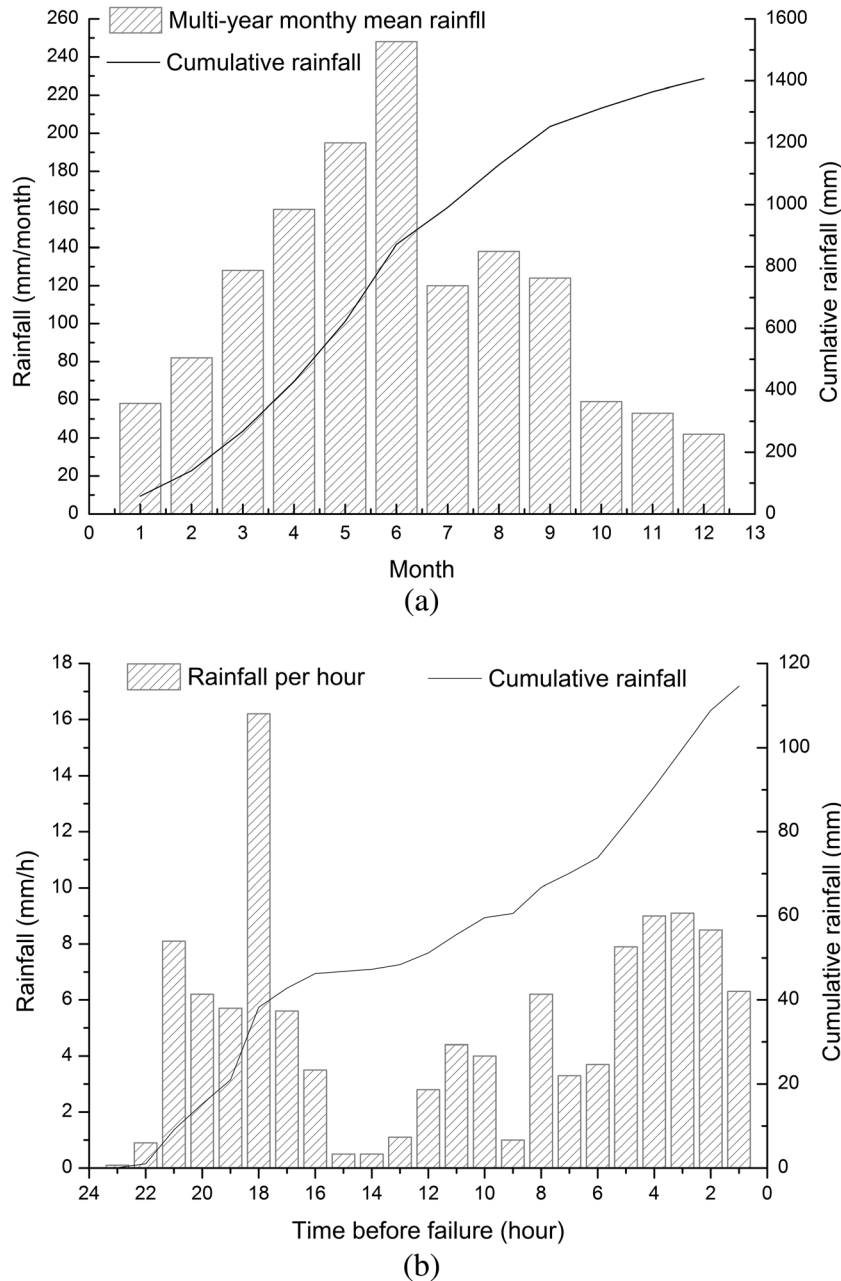 Multi-year monthy mean rainfll
Cumulative rainfall
260
240
220
200
180
160
140
120
100
80
60
40
20
0
Rainfall (mm/month)
1600
1400
1200
1000
800
600
400
200
0
Cumlative rainfall (mm)
0 1 2 3 4 5 6 7 8 9 10 11 12 13
Month
(a)
Rainfall per hour
Cumulative rainfall
18
16
14
12
10
8
6
4
2
0
Rainfall (mm/h)
120
100
80
60
40
20
0
Cumulative rainfall (mm)
24 22 20 18 16 14 12 10 8 6 4 2 0
Time before failure (hour)
(b)